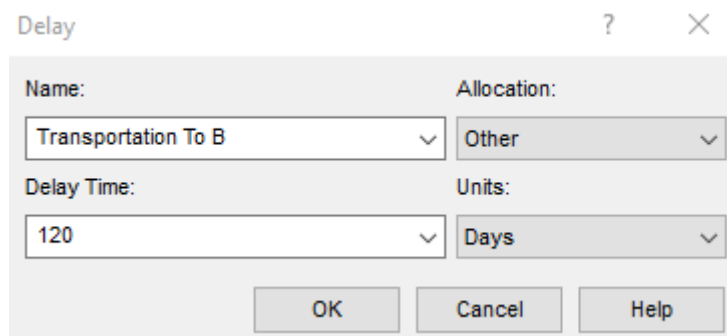 Delay ?
Name: Allocation:
Transportation To B Other
Delay Time: Units:
120 Days
OK Cancel Help